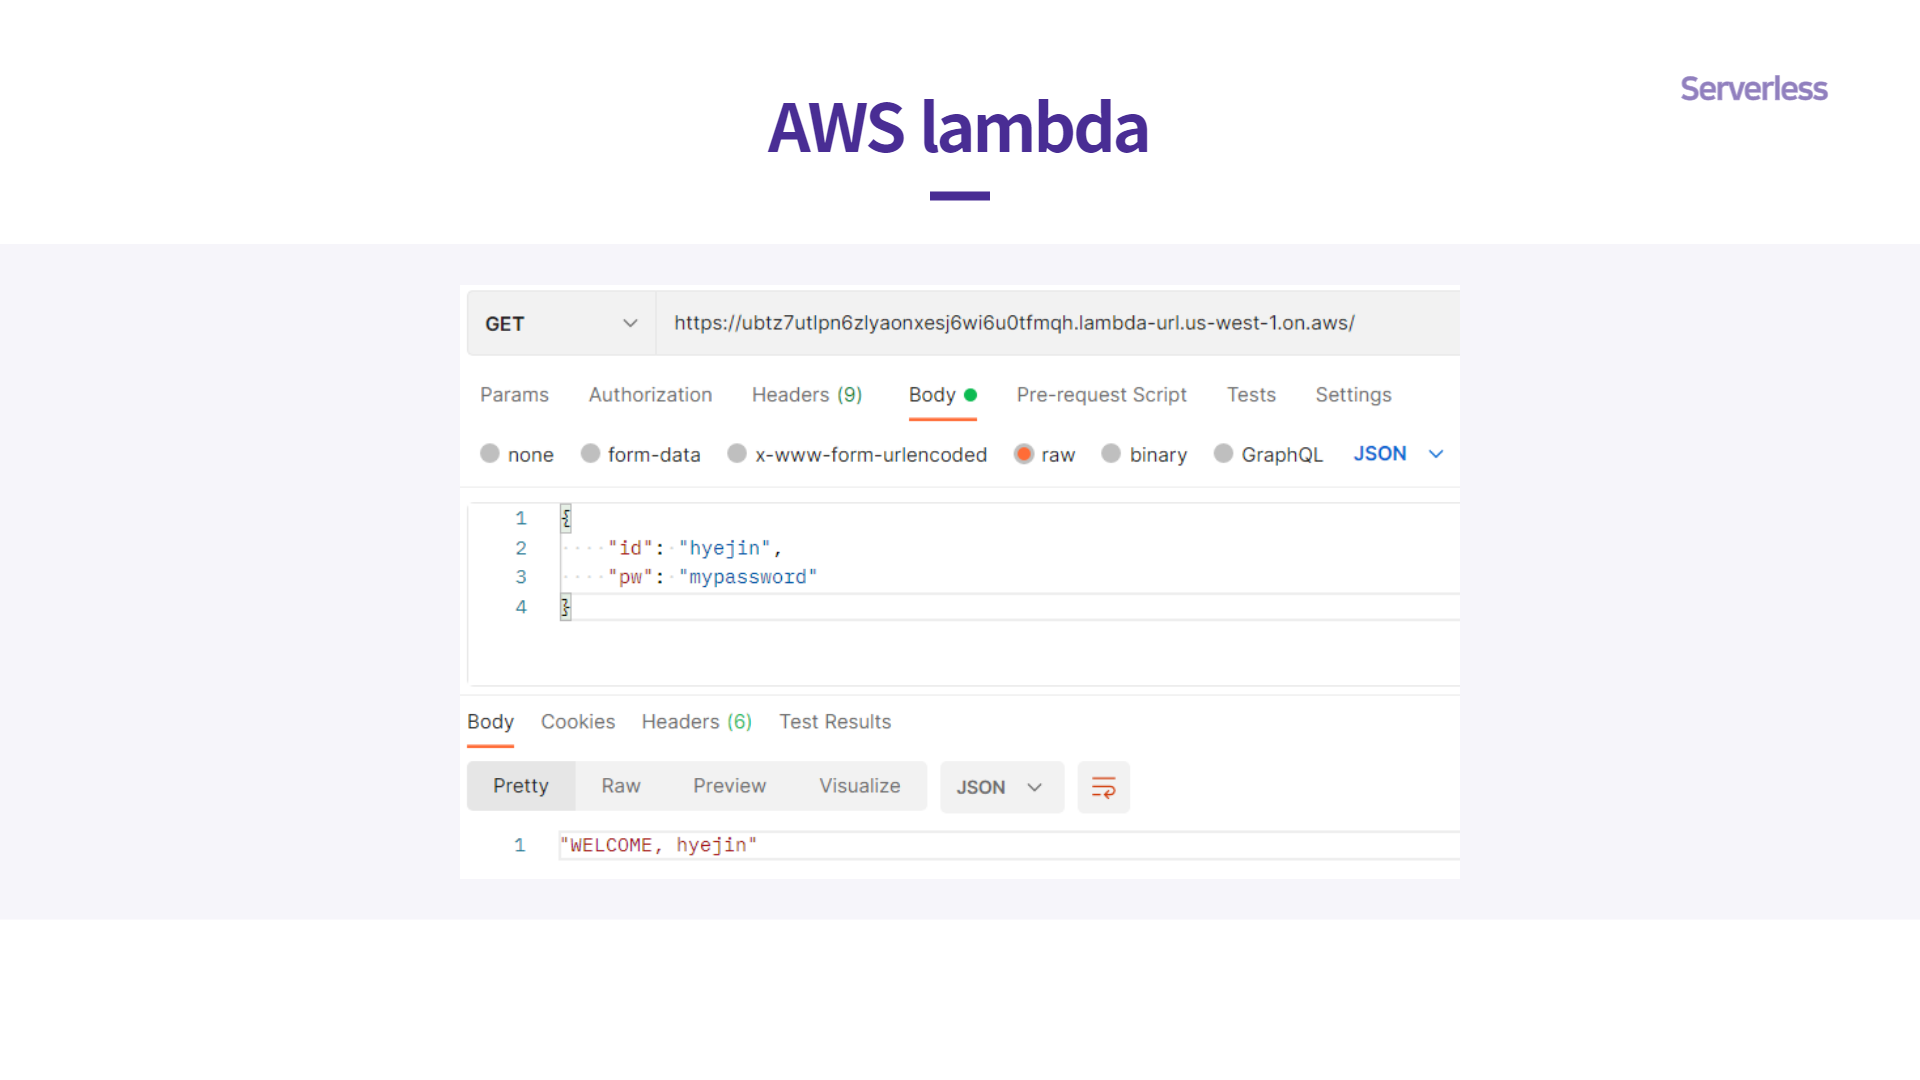 Serverless
AWS lambda
GET https://ubtz7utlpn6zlyaonxesj6wi6u0tfmqh.lambda-url.us-west-1.on.aws/
Params Authorization Headers (9) Body Pre-request Script Tests Settings
none form-data x-www-form-urlencoded raw binary GraphQL JSON
1 {
2 "id": "hyejin",
3 "pw": "mypassword"
4 }
Body Cookies Headers (6) Test Results
Pretty Raw Preview Visualize JSON
1 "WELCOME, hyejin"